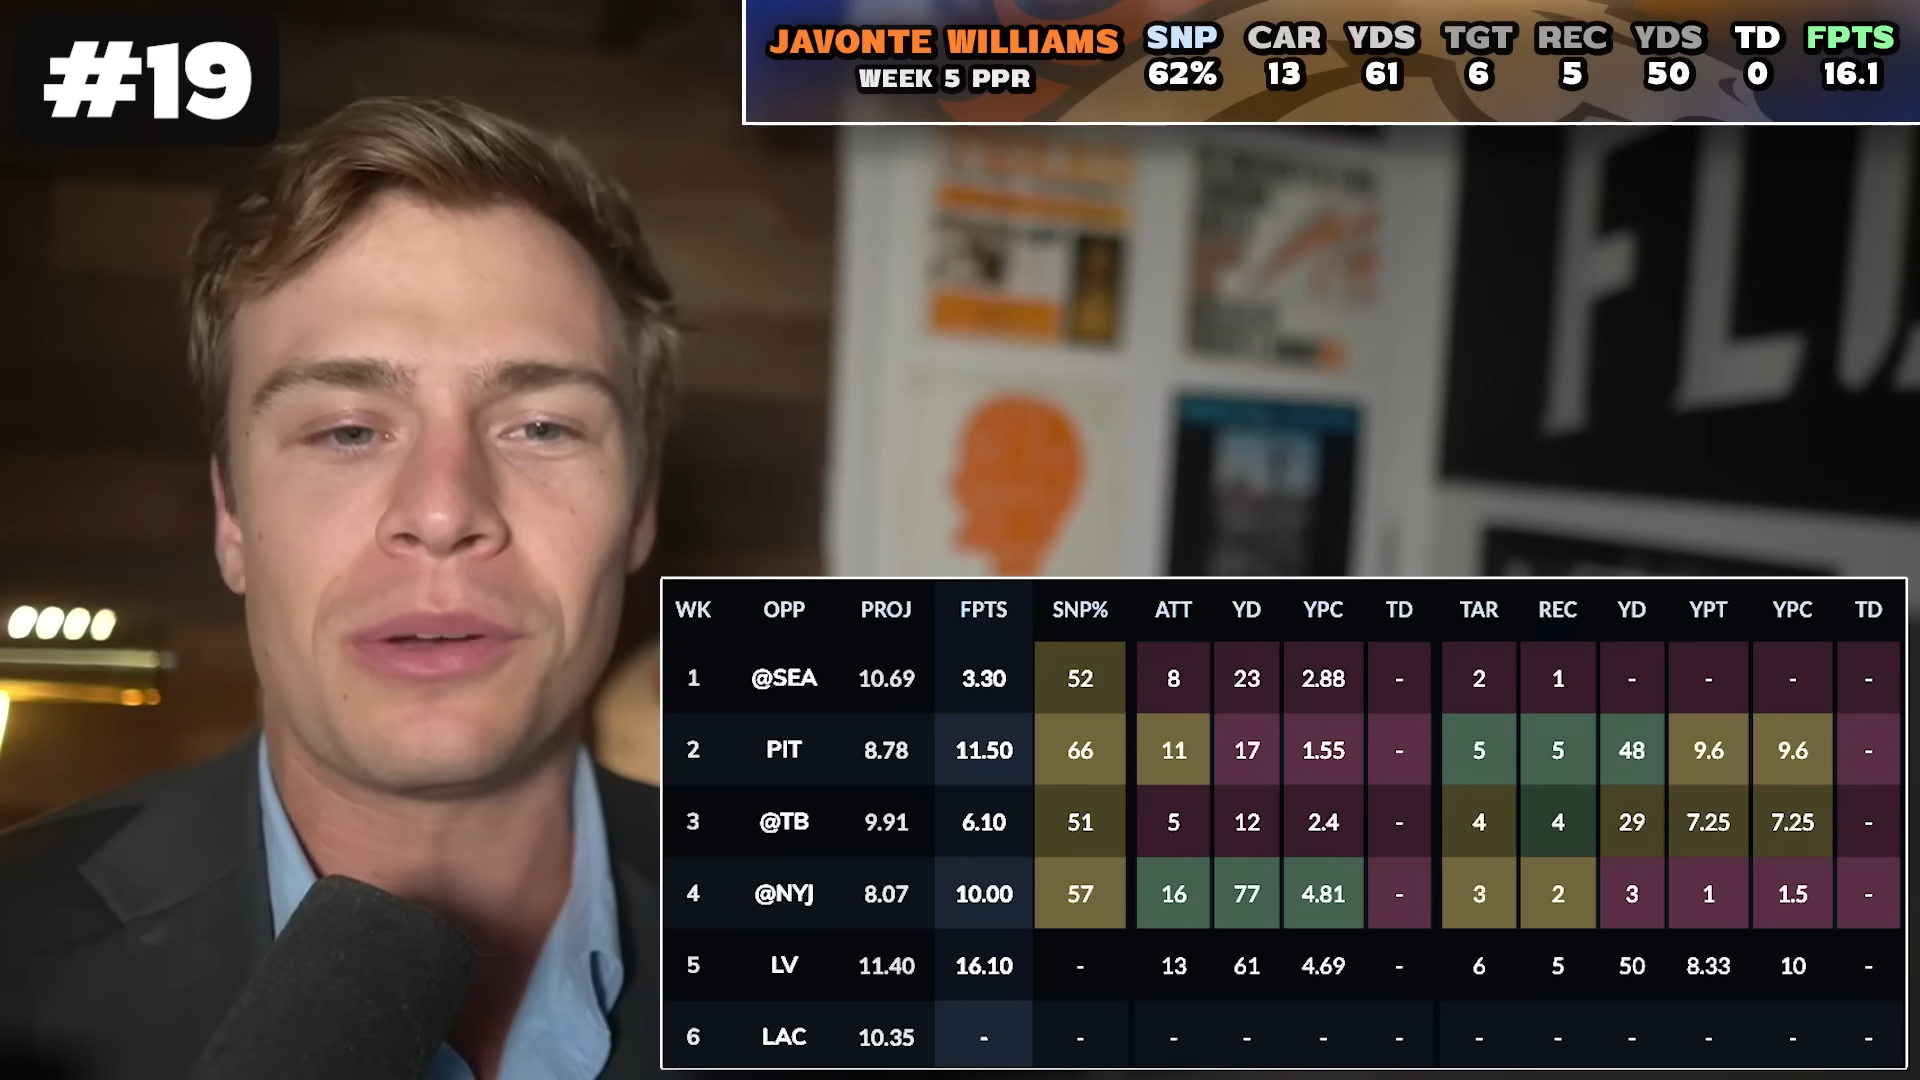 #19
JAVONTE WILLIAMS SNP CAR YDS TGT REC YDS TD FPTS
WEEK 5 PPR 62% 13 61 6 5 50 0 16.1
WK OPP PROJ FPTS SNP% ATT YD YPC TD TAR REC YD YPT YPC TD
1 @SEA 10.69 3.30 52 8 23 2.88 - 2 1 - - - -
2 PIT 8.78 11.50 66 11 17 1.55 - 5 5 48 9.6 9.6 -
3 @TB 9.91 6.10 51 5 12 2.4 - 4 4 29 7.25 7.25 -
4 @NYJ 8.07 10.00 57 16 77 4.81 - 3 2 3 1 1.5 -
5 LV 11.40 16.10 - 13 61 4.69 - 6 5 50 8.33 10 -
6 LAC 10.35 - - - - - - - - - - - -